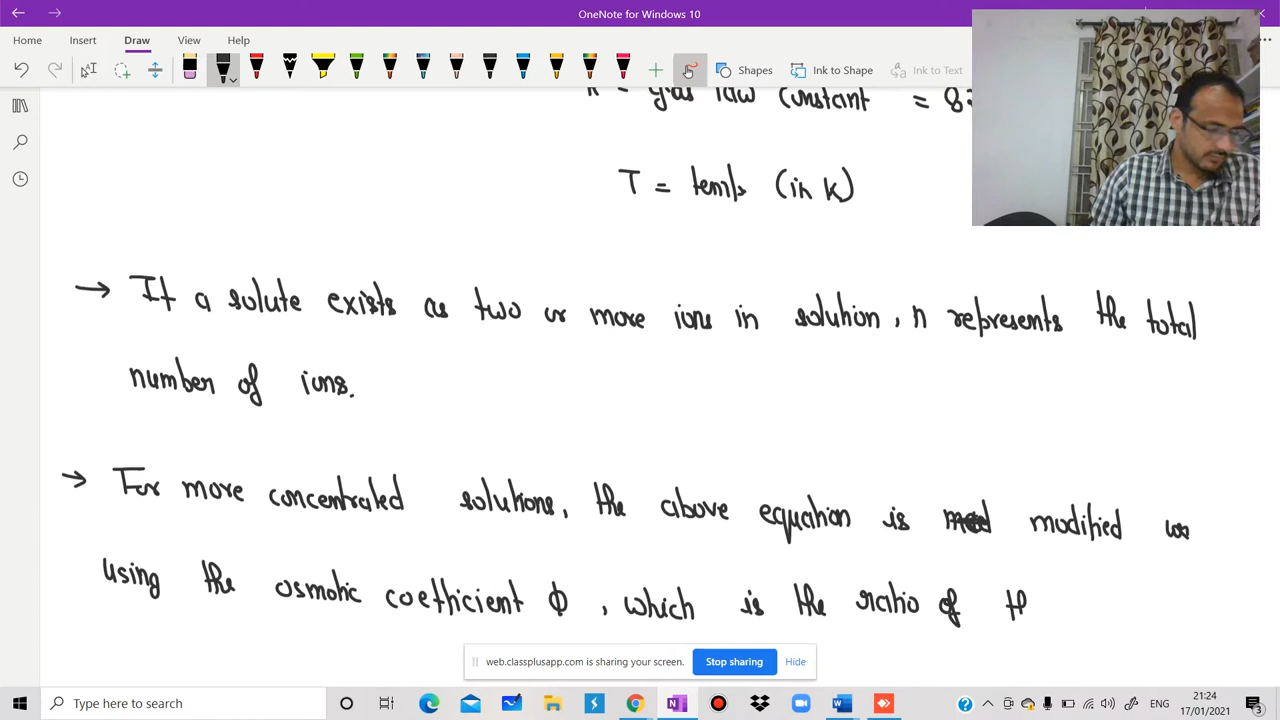 OneNote for Windows 10
Home Insert Draw View Help
Shapes Ink to Shape Ink to Text
R = gas law constant = 8
T = temp (in K)
→ If a solute exists as two or more ions in solution, n represents the total
number of ions.
→ For more concentrated solutions, the above equation is modified
using the osmotic coefficient Φ, which is the ratio of th
web.classplusapp.com is sharing your screen. Stop sharing Hide
Type here to search
ENG
21:24
17/01/2021
3